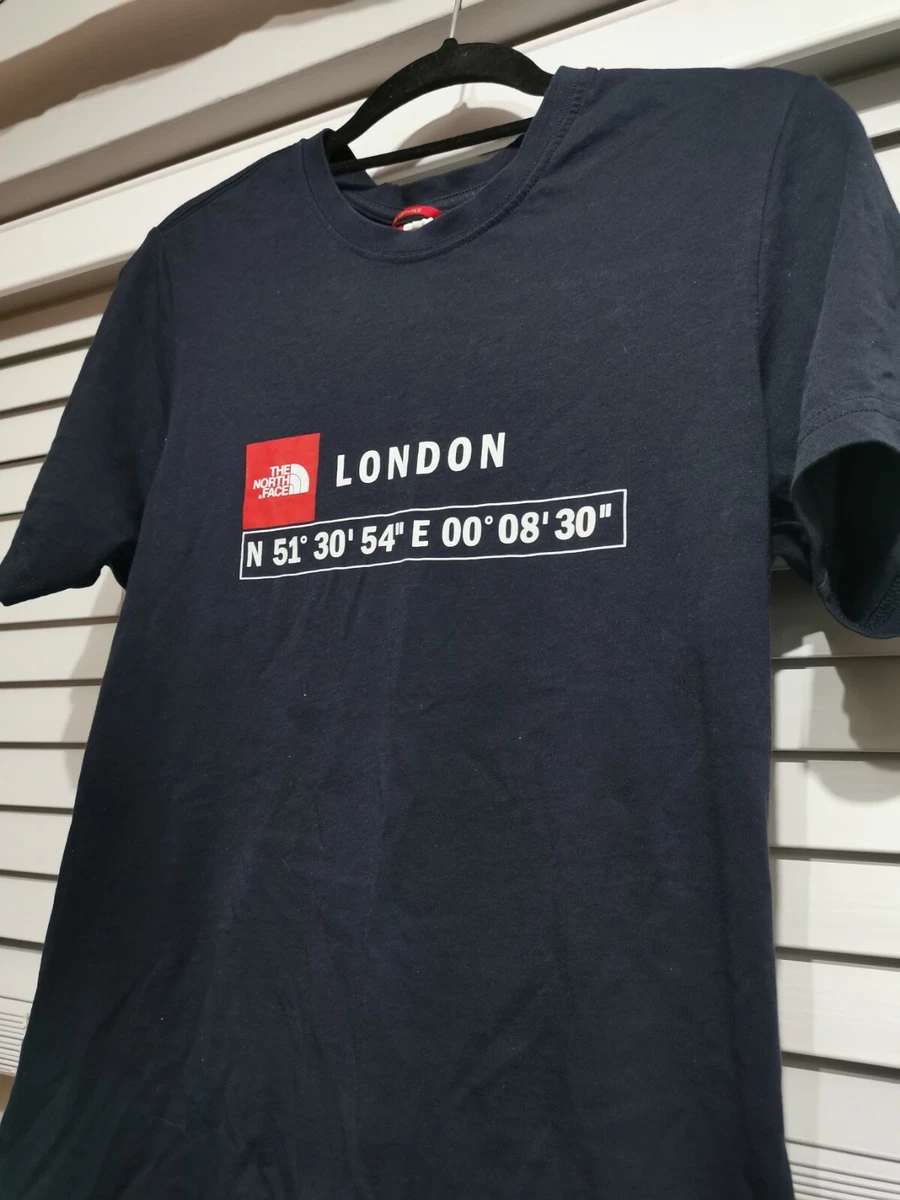 THE
NORTH
FACE
LONDON
N 51° 30' 54" E 00° 08' 30"